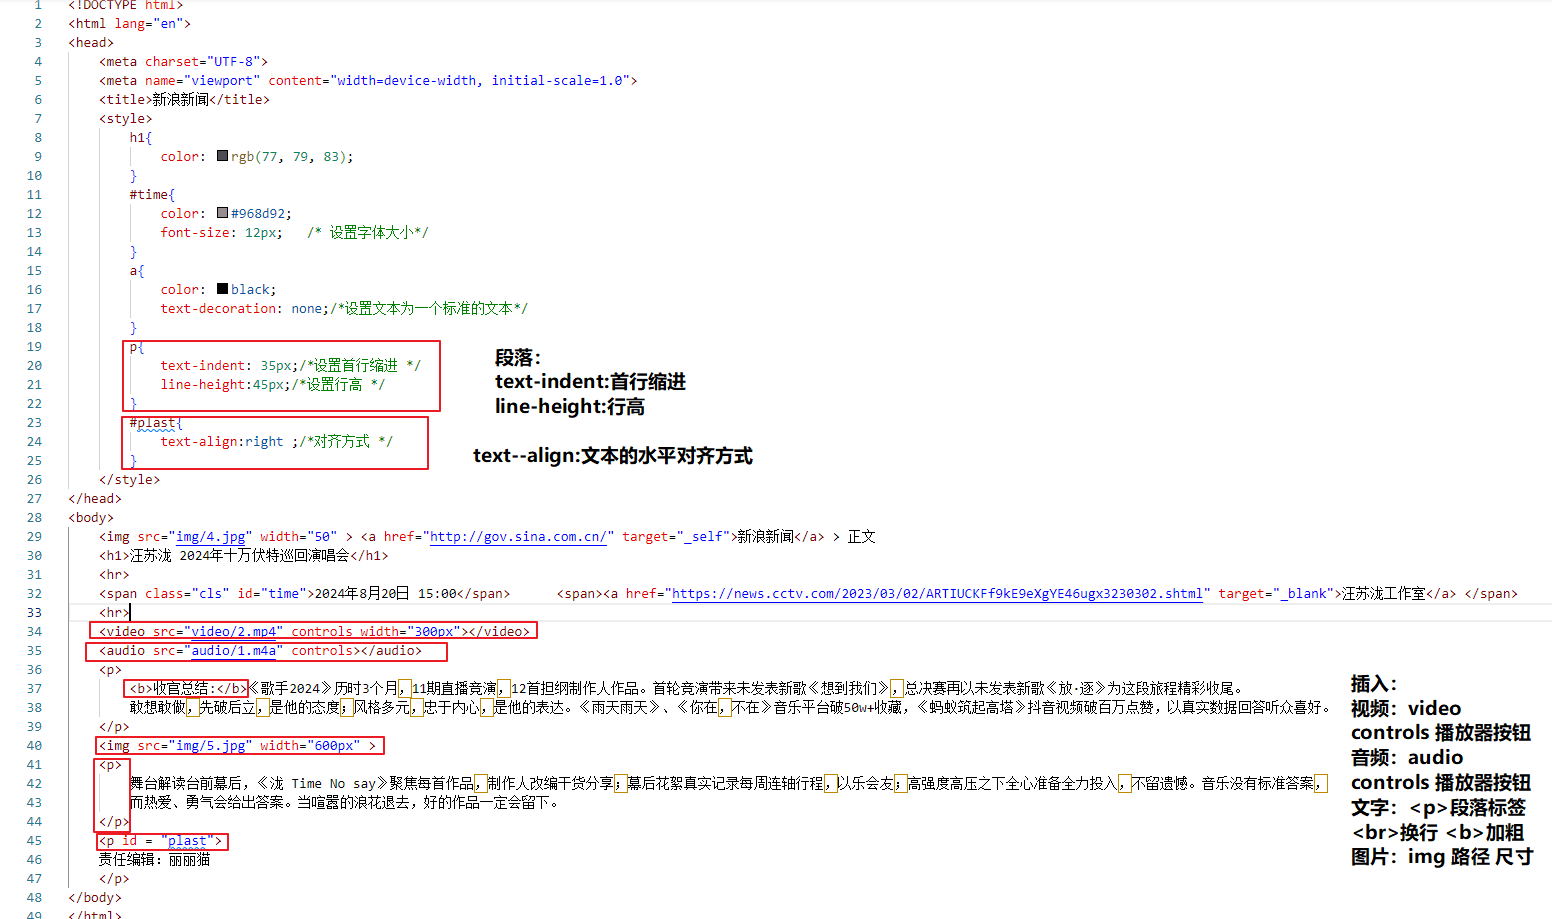 1 <!DOCTYPE html>
2 <html lang="en">
3 <head>
4 <meta charset="UTF-8">
5 <meta name="viewport" content="width=device-width, initial-scale=1.0">
6 <title>新浪新闻</title>
7 <style>
8 h1{
9 color: rgb(77, 79, 83);
10 }
11 #time{
12 color: #968d92;
13 font-size: 12px; /* 设置字体大小*/
14 }
15 a{
16 color: black;
17 text-decoration: none;/*设置文本为一个标准的文本*/
18 }
19 p{
20 text-indent: 35px;/*设置首行缩进 */
21 line-height:45px;/*设置行高 */
22 }
23 #plast{
24 text-align:right ;/*对齐方式 */
25 }
26 </style>
27 </head>
28 <body>
29 <img src="img/4.jpg" width="50" > <a href="http://gov.sina.com.cn/" target="_self">新浪新闻</a> > 正文
30 <h1>汪苏泷 2024年十万伏特巡回演唱会</h1>
31 <hr>
32 <span class="cls" id="time">2024年8月20日 15:00</span> <span><a href="https://news.cctv.com/2023/03/02/ARTIUCKFf9kE9eXgYE46ugx3230302.shtml" target="_blank">汪苏泷工作室</a> </span>
33 <hr>
34 <video src="video/2.mp4" controls width="300px"></video>
35 <audio src="audio/1.m4a" controls></audio>
36 <p>
37 <b>收官总结:</b>《歌手2024》历时3个月，11期直播竞演，12首担纲制作人作品。首轮竞演带来未发表新歌《想到我们》，总决赛再以未发表新歌《放·逐》为这段旅程精彩收尾。
38 敢想敢做，先破后立，是他的态度；风格多元，忠于内心，是他的表达。《雨天雨天》、《你在，不在》音乐平台破50w+收藏，《蚂蚁筑起高塔》抖音视频破百万点赞，以真实数据回答听众喜好。
39 </p>
40 <img src="img/5.jpg" width="600px" >
41 <p>
42 舞台解读台前幕后，《泷 Time No say》聚焦每首作品，制作人改编干货分享；幕后花絮真实记录每周连轴行程，以乐会友；高强度高压之下全心准备全力投入，不留遗憾。音乐没有标准答案，
43 而热爱、勇气会给出答案。当喧嚣的浪花退去，好的作品一定会留下。
44 </p>
45 <p id = "plast">
46 责任编辑：丽丽猫
47 </p>
48 </body>
49 </html>
段落：
text-indent:首行缩进
line-height:行高
text--align:文本的水平对齐方式
插入：
视频：video
controls 播放器按钮
音频：audio
controls 播放器按钮
文字：<p>段落标签
<br>换行 <b>加粗
图片：img 路径 尺寸